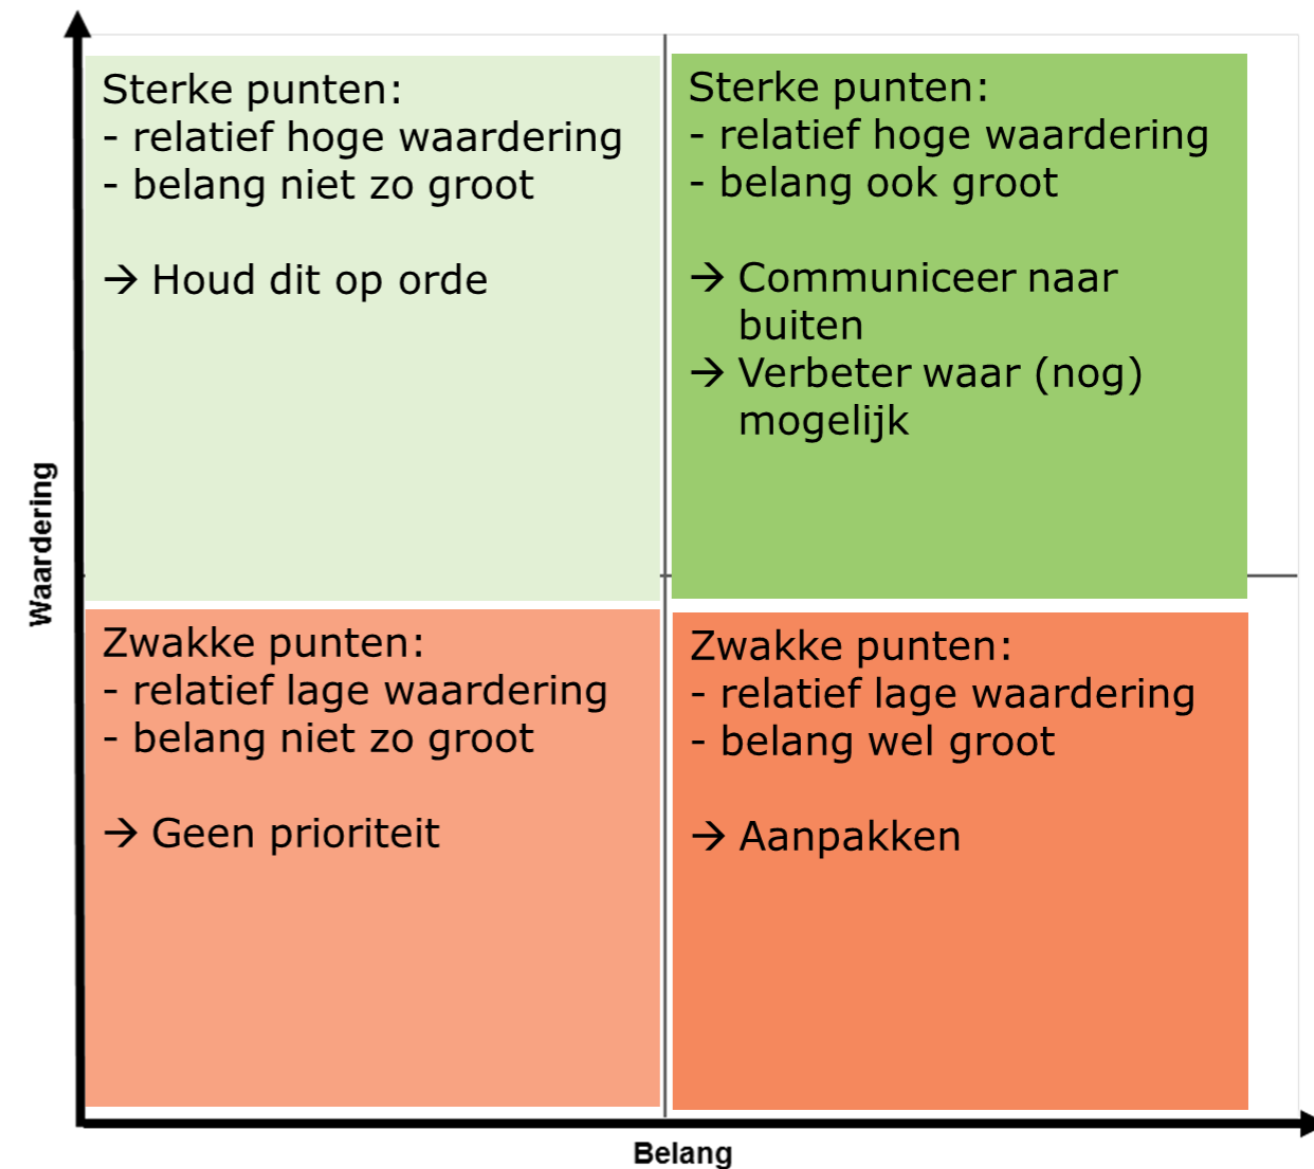 Sterke punten:
- relatief hoge waardering
- belang niet zo groot
→ Houd dit op orde
Sterke punten:
- relatief hoge waardering
- belang ook groot
→ Communiceer naar
buiten
→ Verbeter waar (nog)
mogelijk
Waardering
Zwakke punten:
- relatief lage waardering
- belang niet zo groot
→ Geen prioriteit
Zwakke punten:
- relatief lage waardering
- belang wel groot
→ Aanpakken
Belang